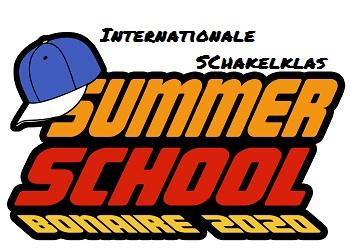 Internationale
SChakelklas
SUMMER
SCHOOL
BONAIRE 2020